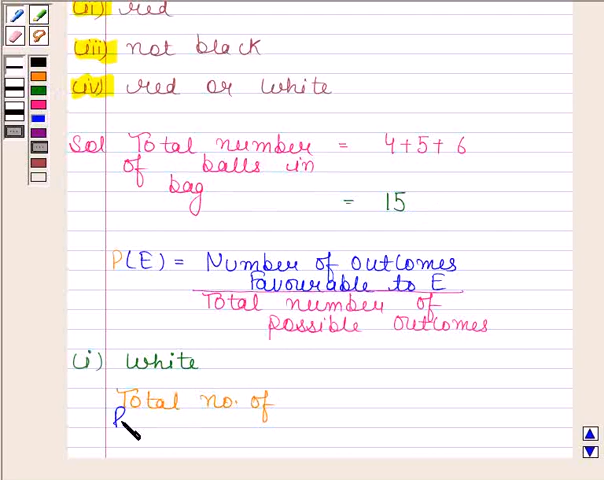 (ii) red
(iii) not black
(iv) red or white
Sol Total number = 4+5+ 6
of balls in
bag
= 15
P(E) = Number of outcomes
Favourable to E
Total number of
possible outcomes
(i) White
Total no. of
P